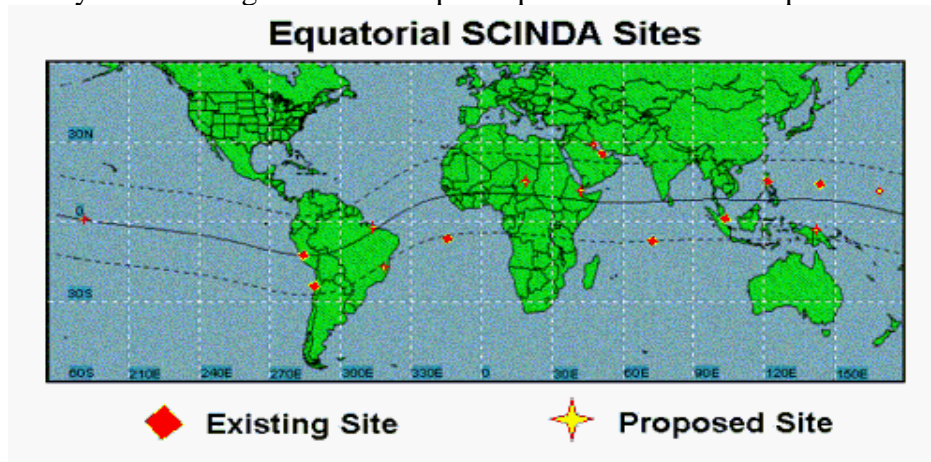 Equatorial SCINDA Sites
30N
0
30S
60S 210E 240E 270E 300E 330E 0 30E 60E 90E 120E 150E
Existing Site Proposed Site